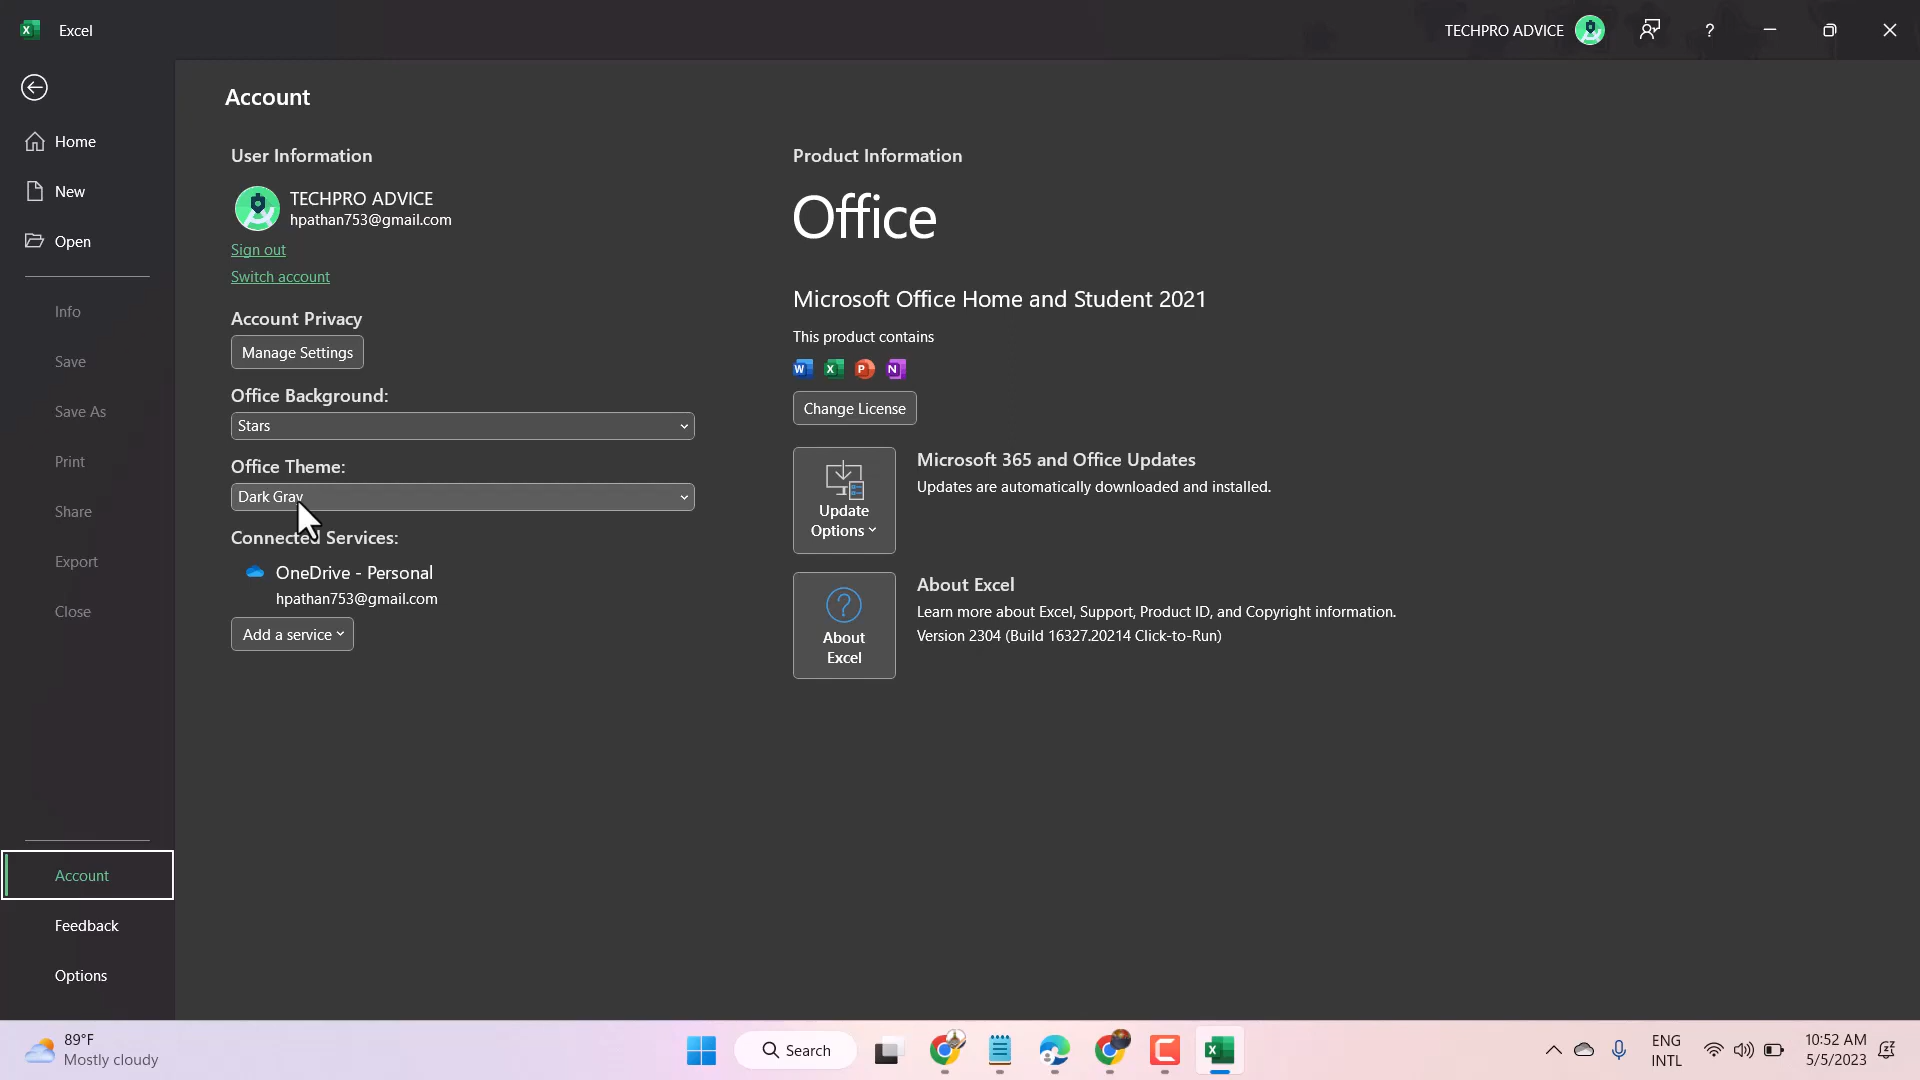 Excel
TECHPRO ADVICE
?
Home
New
Open
Info
Save
Save As
Print
Share
Export
Close
Account
Feedback
Options
Account
User Information
TECHPRO ADVICE
hpathan753@gmail.com
Sign out
Switch account
Account Privacy
Manage Settings
Office Background:
Stars
Office Theme:
Dark Gray
Connected Services:
OneDrive - Personal
hpathan753@gmail.com
Add a service
Product Information
Office
Microsoft Office Home and Student 2021
This product contains
W X P N
Change License
Update
Options
Microsoft 365 and Office Updates
Updates are automatically downloaded and installed.
?
About
Excel
About Excel
Learn more about Excel, Support, Product ID, and Copyright information.
Version 2304 (Build 16327.20214 Click-to-Run)
89°F
Mostly cloudy
Search
ENG
INTL
10:52 AM
5/5/2023